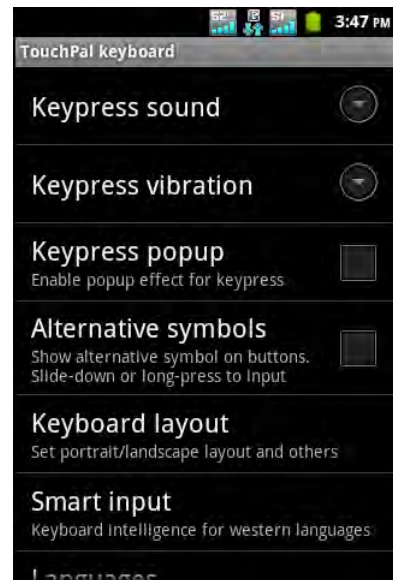 3:47 PM
TouchPal keyboard
Keypress sound
Keypress vibration
Keypress popup
Enable popup effect for keypress
Alternative symbols
Show alternative symbol on buttons.
Slide-down or long-press to input
Keyboard layout
Set portrait/landscape layout and others
Smart input
Keyboard intelligence for western languages
Languages